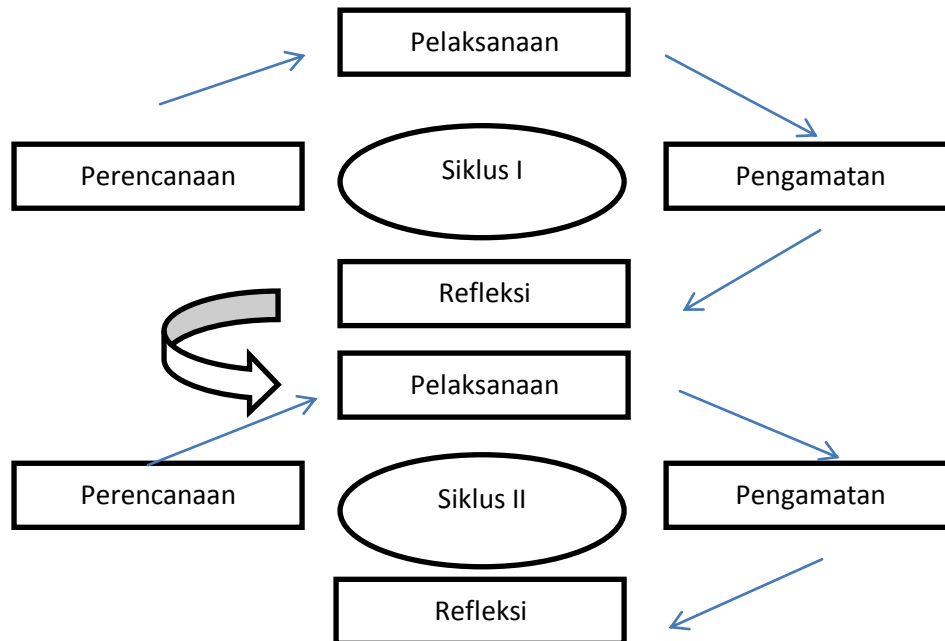 Pelaksanaan
Perencanaan
Siklus I
Pengamatan
Refleksi
Pelaksanaan
Perencanaan
Siklus II
Pengamatan
Refleksi